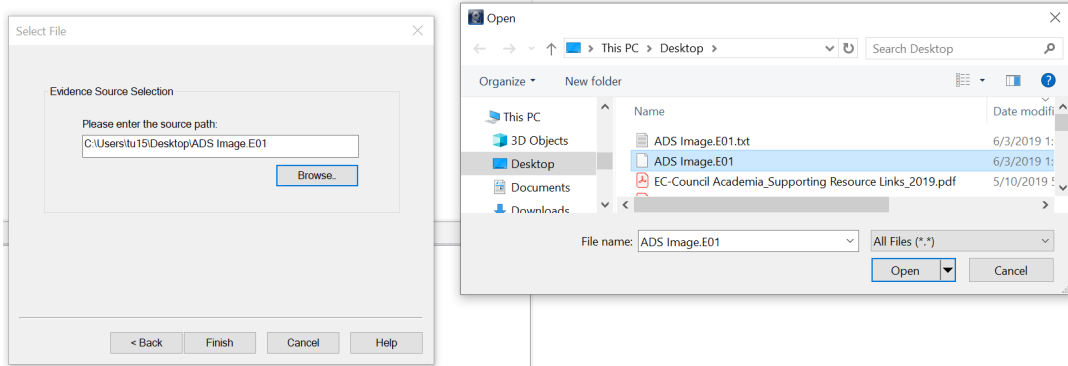 Select File
Evidence Source Selection
Please enter the source path:
C:\Users\tu15\Desktop\ADS Image.E01
Browse..
< Back Finish Cancel Help
Open
This PC > Desktop >
Search Desktop
Organize New folder
This PC
3D Objects
Desktop
Documents
Downloads
Name Date modifi
ADS Image.E01.txt 6/3/2019 1:
ADS Image.E01 6/3/2019 1:
EC-Council Academia_Supporting Resource Links_2019.pdf 5/10/2019 5
File name: ADS Image.E01 All Files (*.*)
Open Cancel